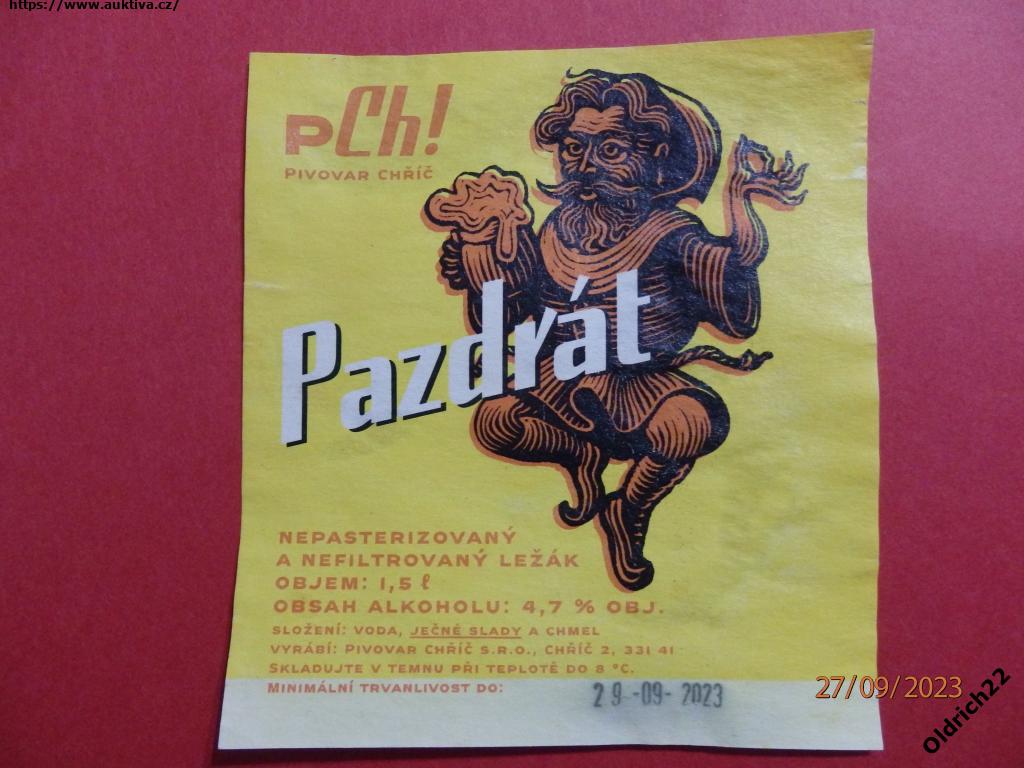 https://www.auktiva.cz/
PCh!
PIVOVAR CHŘÍČ
Pazdrát
NEPASTERIZOVANÝ
A NEFILTROVANÝ LEŽÁK
OBJEM: 1,5 ℓ
OBSAH ALKOHOLU: 4,7 % OBJ.
SLOŽENÍ: VODA, JEČNÉ SLADY A CHMEL
VYRÁBÍ: PIVOVAR CHŘÍČ S.R.O., CHŘÍČ 2, 331 41
SKLADUJTE V TEMNU PŘI TEPLOTĚ DO 8 °C.
MINIMÁLNÍ TRVANLIVOST DO: 29-09-2023
27/09/2023
Oldrich22